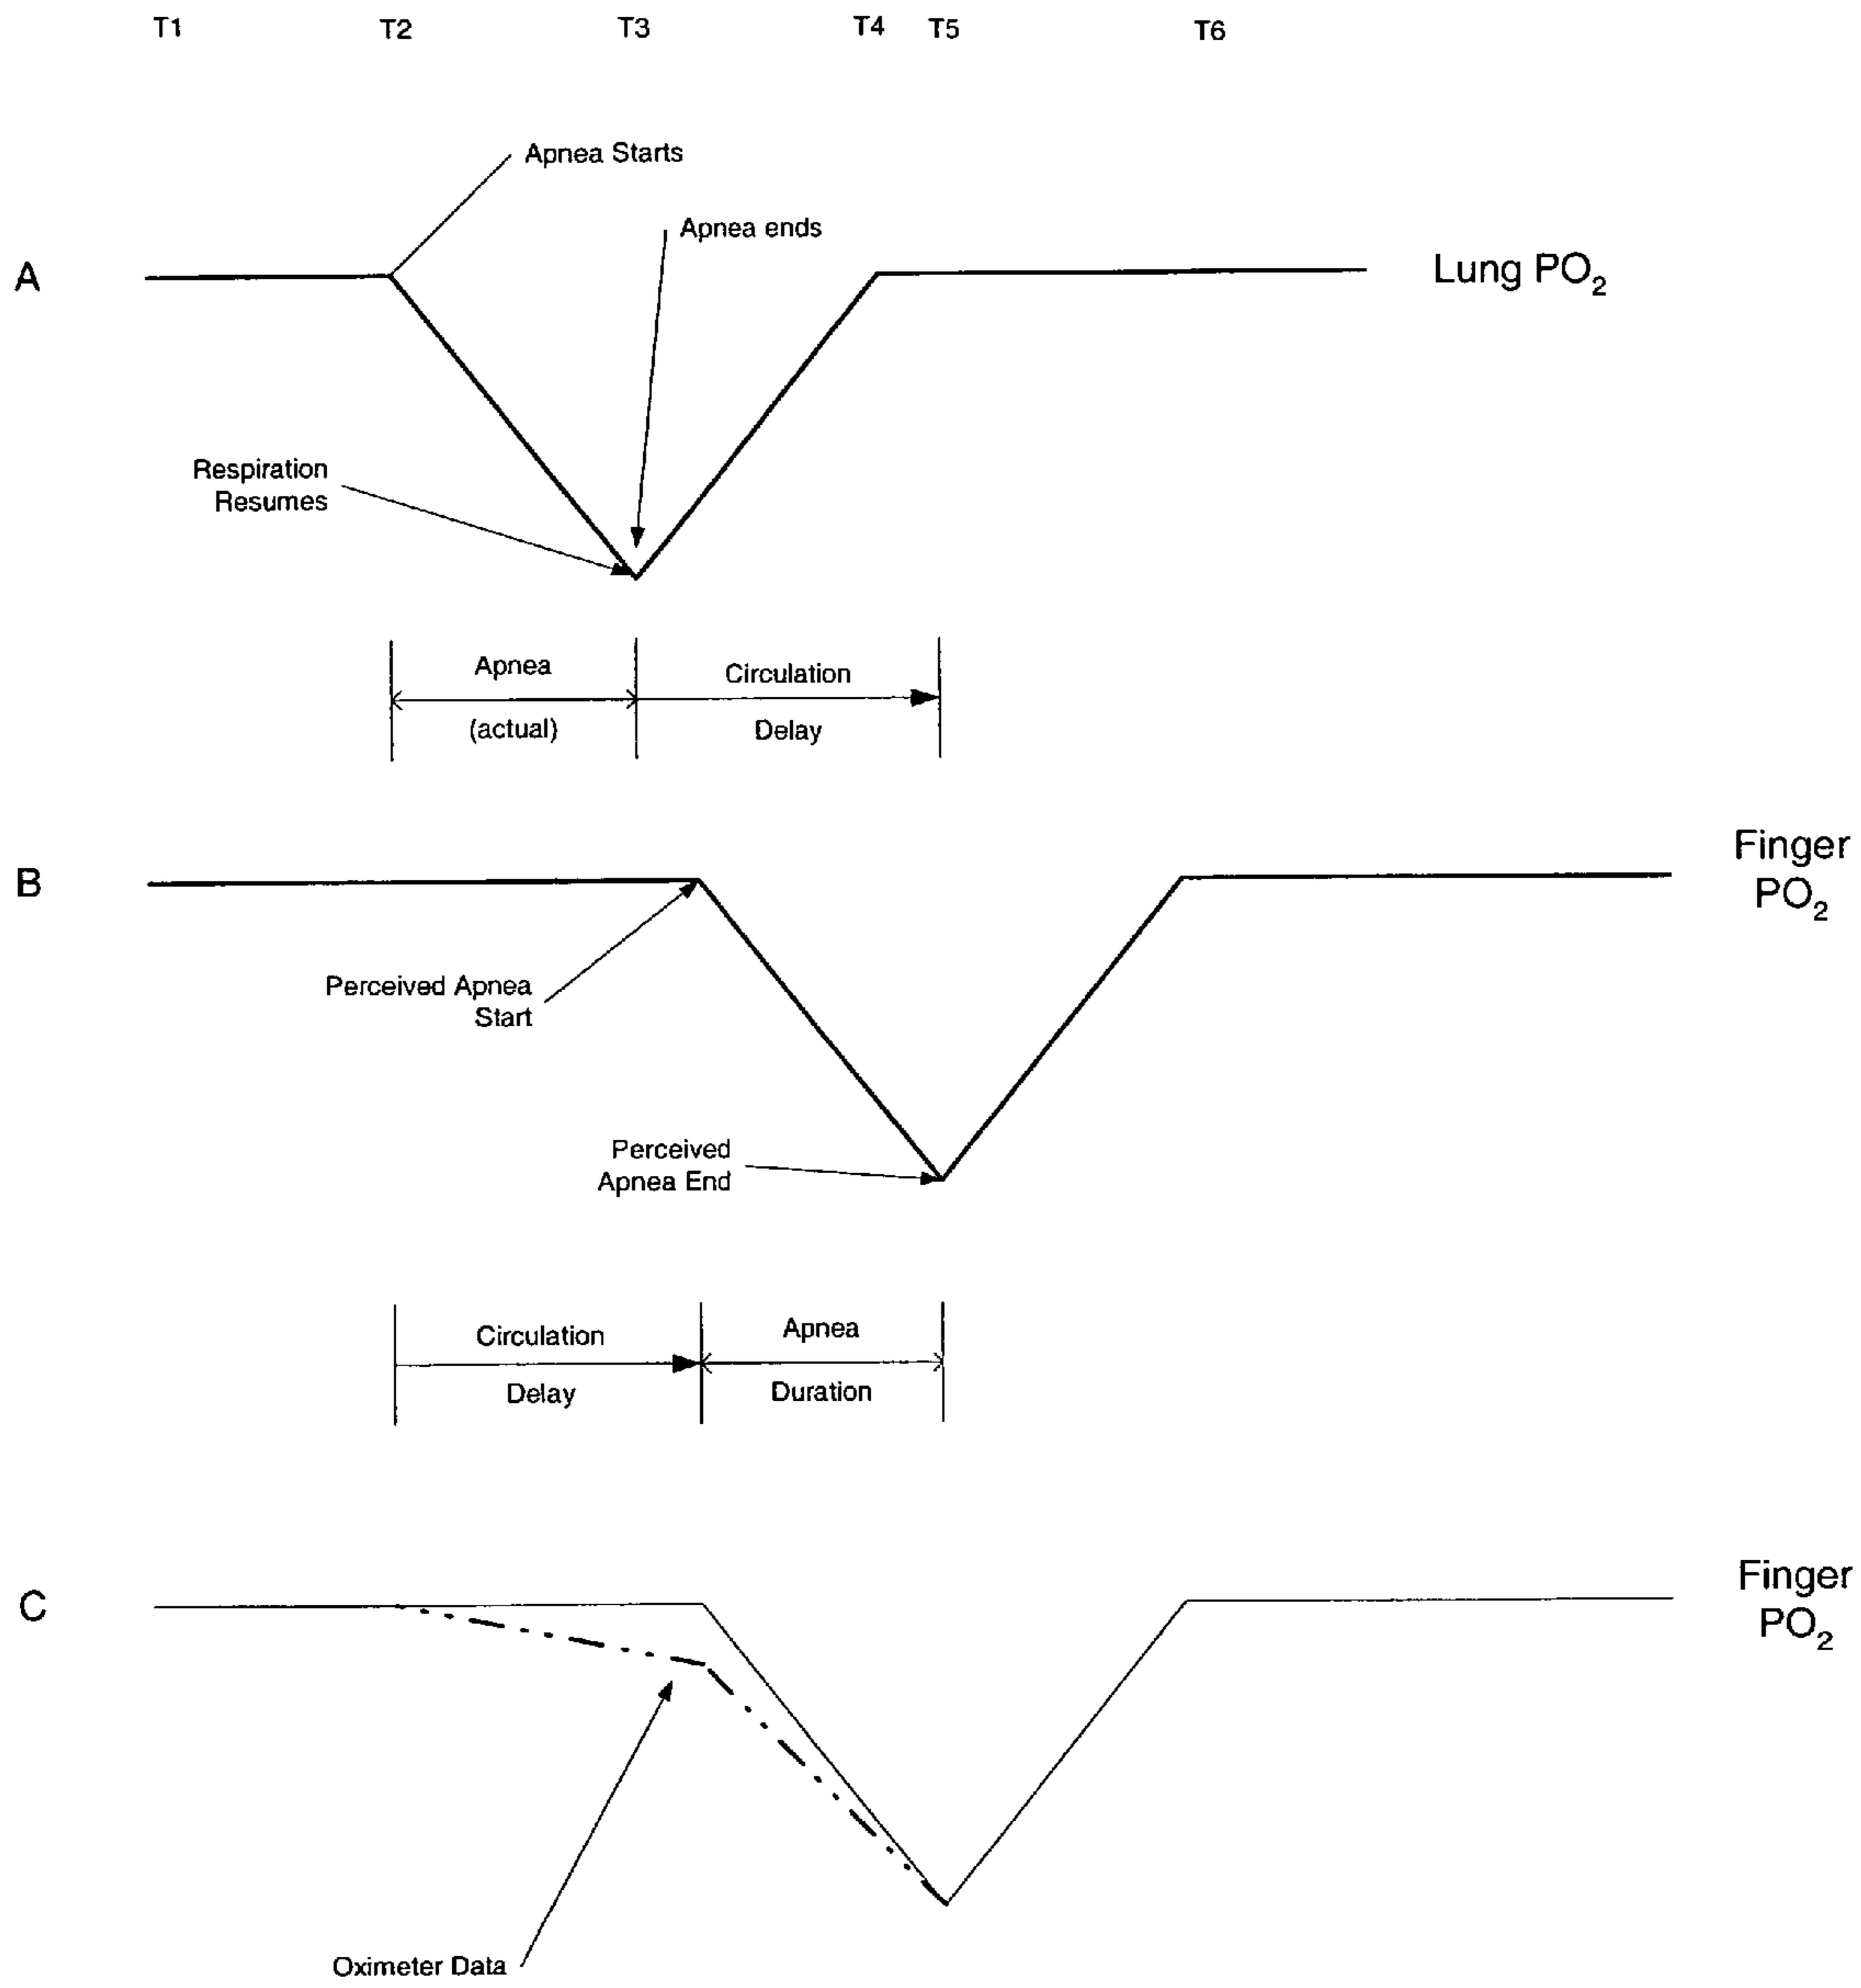 T1 T2 T3 T4 T5 T6
Apnea Starts
Apnea ends
A
Lung PO₂
Respiration
Resumes
Apnea
(actual)
Circulation
Delay
B
Finger
PO₂
Perceived Apnea
Start
Perceived
Apnea End
Circulation
Delay
Apnea
Duration
C
Finger
PO₂
Oximeter Data